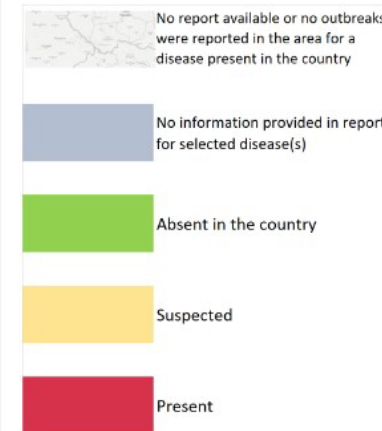 No report available or no outbreaks
were reported in the area for a
disease present in the country
No information provided in report
for selected disease(s)
Absent in the country
Suspected
Present